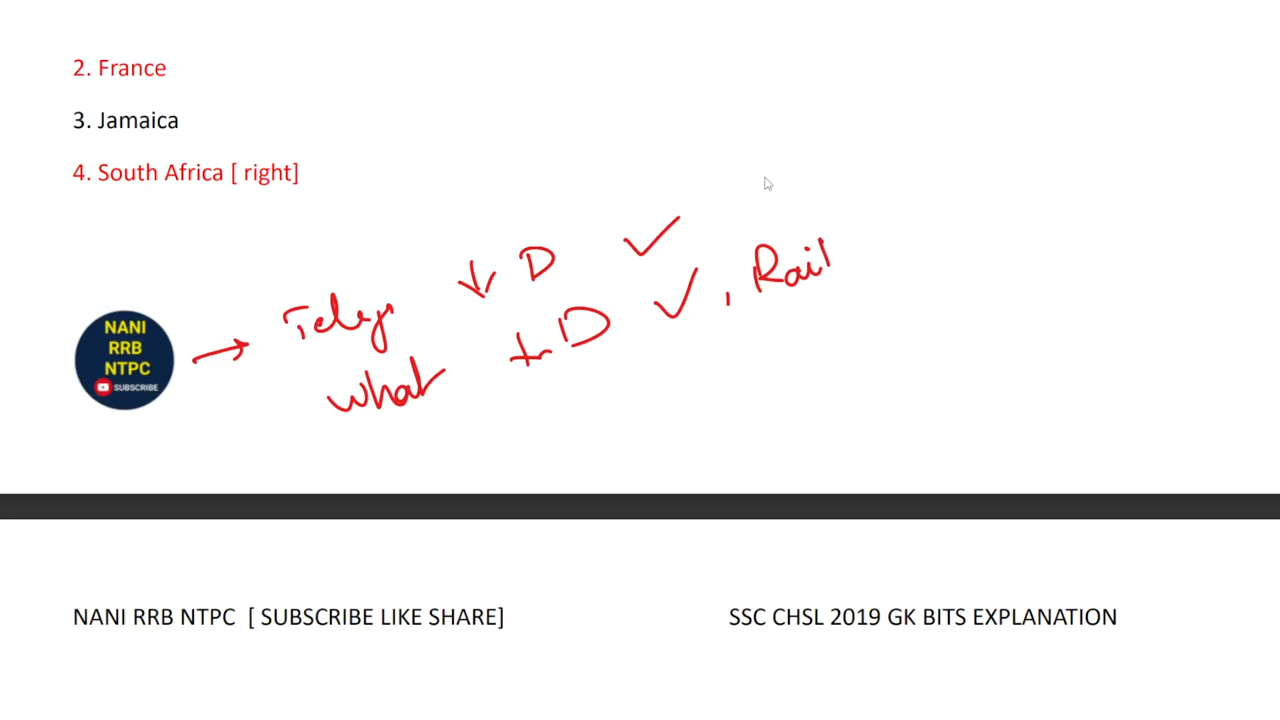 2. France
3. Jamaica
4. South Africa [ right]
Teleg D
what D , Rail
NANI
RRB
NTPC
SUBSCRIBE
NANI RRB NTPC [ SUBSCRIBE LIKE SHARE]
SSC CHSL 2019 GK BITS EXPLANATION